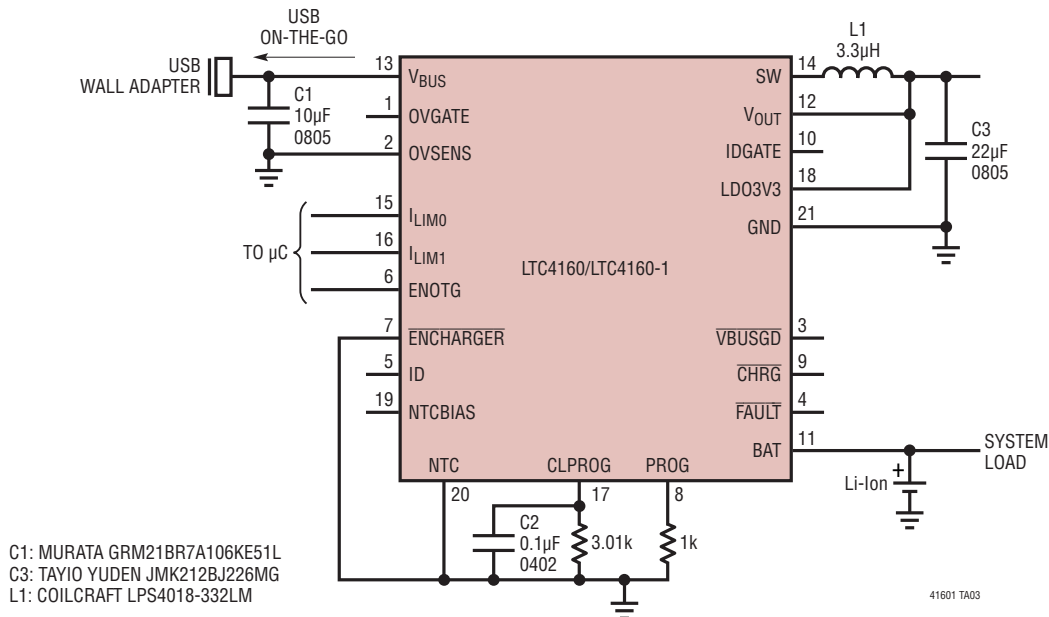 USB
ON-THE-GO
USB
WALL ADAPTER
C1
10µF
0805
13
VBUS
1
OVGATE
2
OVSENS
15
ILIM0
16
ILIM1
6
ENOTG
TO µC
7
ENCHARGER
5
ID
19
NTCBIAS
LTC4160/LTC4160-1
SW
14
L1
3.3µH
VOUT
12
IDGATE
10
LDO3V3
18
GND
21
C3
22µF
0805
VBUSGD
3
CHRG
9
FAULT
4
BAT
11
SYSTEM
LOAD
Li-Ion
+
NTC
20
CLPROG
17
PROG
8
C2
0.1µF
0402
3.01k
1k
C1: MURATA GRM21BR7A106KE51L
C3: TAYIO YUDEN JMK212BJ226MG
L1: COILCRAFT LPS4018-332LM
41601 TA03